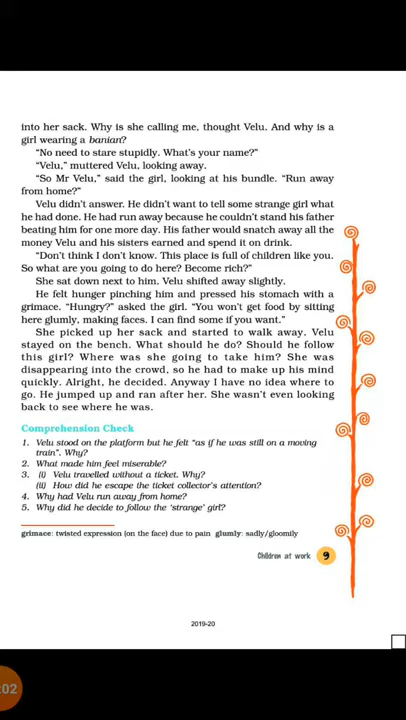 into her sack. Why is she calling me, thought Velu. And why is a
girl wearing a banian?
“No need to stare stupidly. What’s your name?”
“Velu,” muttered Velu, looking away.
“So Mr Velu,” said the girl, looking at his bundle. “Run away
from home?”
Velu didn’t answer. He didn’t want to tell some strange girl what
he had done. He had run away because he couldn’t stand his father
beating him for one more day. His father would snatch away all the
money Velu and his sisters earned and spend it on drink.
“Don’t think I don’t know. This place is full of children like you.
So what are you going to do here? Become rich?”
She sat down next to him. Velu shifted away slightly.
He felt hunger pinching him and pressed his stomach with a
grimace. “Hungry?” asked the girl. “You won’t get food by sitting
here glumly, making faces. I can find some if you want.”
She picked up her sack and started to walk away. Velu
stayed on the bench. What should he do? Should he follow
this girl? Where was she going to take him? She was
disappearing into the crowd, so he had to make up his mind
quickly. Alright, he decided. Anyway I have no idea where to
go. He jumped up and ran after her. She wasn’t even looking
back to see where he was.
Comprehension Check
1. Velu stood on the platform but he felt “as if he was still on a moving
train”. Why?
2. What made him feel miserable?
3. (i) Velu travelled without a ticket. Why?
(ii) How did he escape the ticket collector’s attention?
4. Why had Velu run away from home?
5. Why did he decide to follow the ‘strange’ girl?
grimace: twisted expression (on the face) due to pain glumly: sadly/gloomily
Children at work 9
2019-20
:02